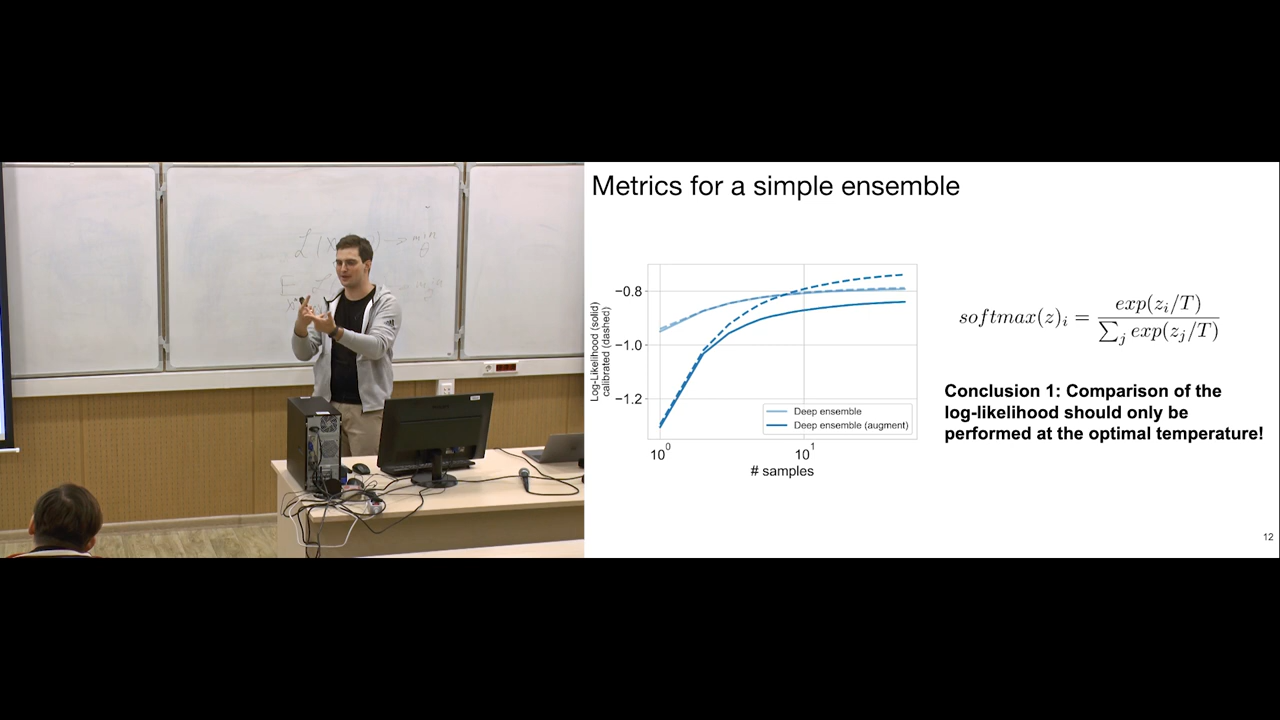 Metrics for a simple ensemble
Log-Likelihood (solid)
calibrated (dashed)
−0.8
−1.0
−1.2
Deep ensemble
Deep ensemble (augment)
10^0
10^1
# samples
softmax(z)_i = exp(z_i/T) / ∑_j exp(z_j/T)
Conclusion 1: Comparison of the
log-likelihood should only be
performed at the optimal temperature!
12